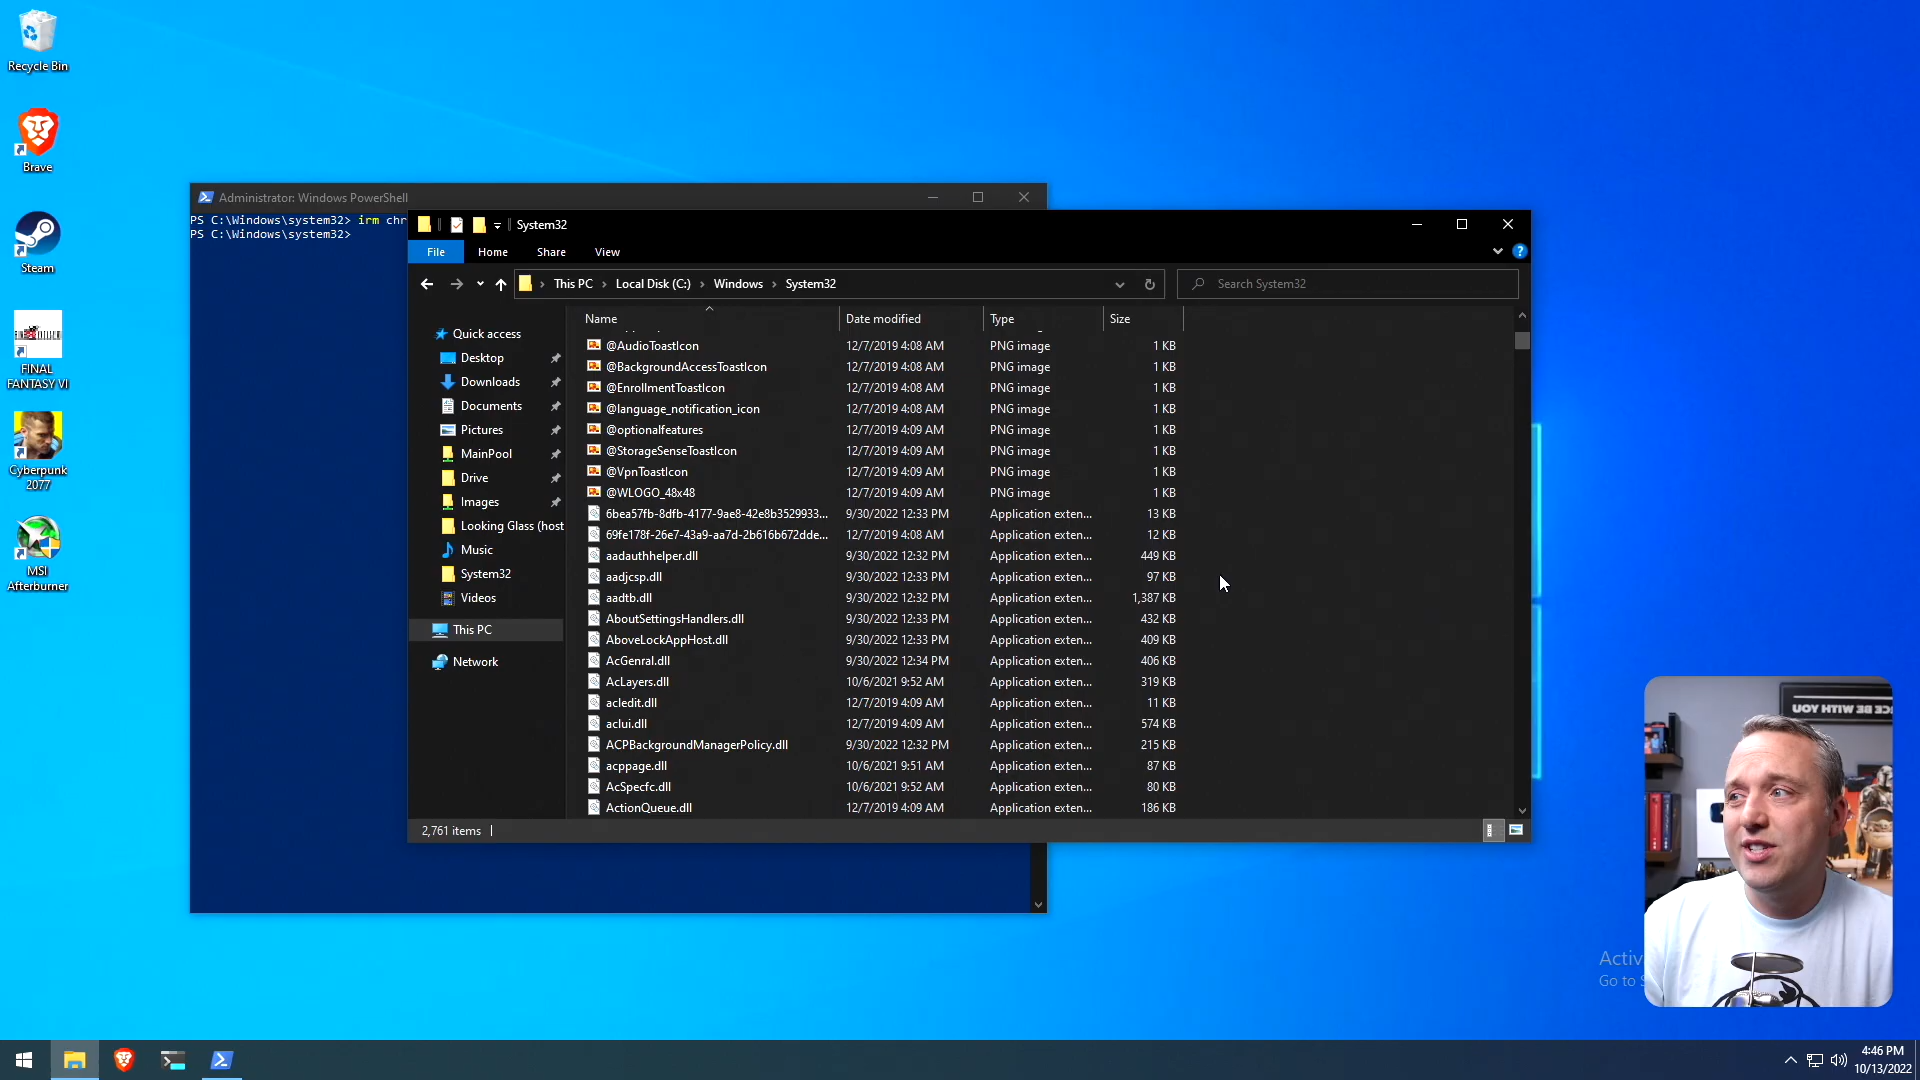 Recycle Bin
Brave
Steam
FINAL
FANTASY VI
Cyberpunk
2077
MSI
Afterburner
Administrator: Windows PowerShell
PS C:\Windows\system32> irm chr
PS C:\Windows\system32>
System32
File Home Share View
This PC › Local Disk (C:) › Windows › System32
Search System32
Quick access
Desktop
Downloads
Documents
Pictures
MainPool
Drive
Images
Looking Glass (host
Music
System32
Videos
This PC
Network
Name Date modified Type Size
@AudioToastIcon 12/7/2019 4:08 AM PNG image 1 KB
@BackgroundAccessToastIcon 12/7/2019 4:08 AM PNG image 1 KB
@EnrollmentToastIcon 12/7/2019 4:08 AM PNG image 1 KB
@language_notification_icon 12/7/2019 4:08 AM PNG image 1 KB
@optionalfeatures 12/7/2019 4:09 AM PNG image 1 KB
@StorageSenseToastIcon 12/7/2019 4:09 AM PNG image 1 KB
@VpnToastIcon 12/7/2019 4:09 AM PNG image 1 KB
@WLOGO_48x48 12/7/2019 4:09 AM PNG image 1 KB
6bea57fb-8dfb-4177-9ae8-42e8b3529933... 9/30/2022 12:33 PM Application exten... 13 KB
69fe178f-26e7-43a9-aa7d-2b616b672dde... 12/7/2019 4:08 AM Application exten... 12 KB
aadauthhelper.dll 9/30/2022 12:32 PM Application exten... 449 KB
aadjcsp.dll 9/30/2022 12:33 PM Application exten... 97 KB
aadtb.dll 9/30/2022 12:32 PM Application exten... 1,387 KB
AboutSettingsHandlers.dll 9/30/2022 12:33 PM Application exten... 432 KB
AboveLockAppHost.dll 9/30/2022 12:33 PM Application exten... 409 KB
AcGenral.dll 9/30/2022 12:34 PM Application exten... 406 KB
AcLayers.dll 10/6/2021 9:52 AM Application exten... 319 KB
acledit.dll 12/7/2019 4:09 AM Application exten... 11 KB
aclui.dll 12/7/2019 4:09 AM Application exten... 574 KB
ACPBackgroundManagerPolicy.dll 9/30/2022 12:32 PM Application exten... 215 KB
acppage.dll 10/6/2021 9:51 AM Application exten... 87 KB
AcSpecfc.dll 10/6/2021 9:52 AM Application exten... 80 KB
ActionQueue.dll 12/7/2019 4:09 AM Application exten... 186 KB
2,761 items
BE WITH YOU
Activ
Go to S
4:46 PM
10/13/2022